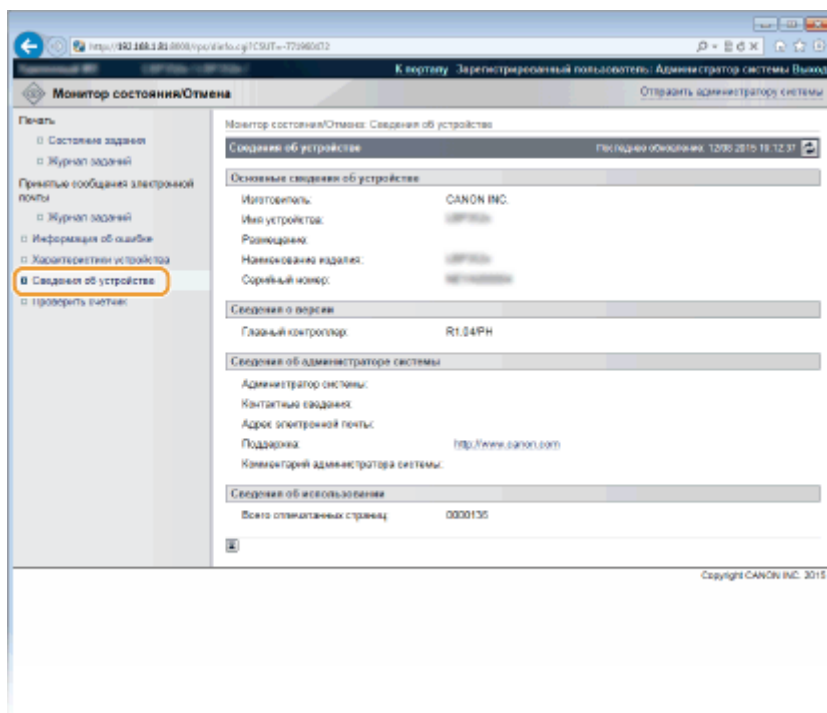 К порталу Зарегистрированный пользователь: Администратор системы Выход
Монитор состояния/Отмена
Отправить администратору системы
Печать
Состояние задания
Журнал заданий
Принятые сообщения электронной
почты
Журнал заданий
Информация об ошибке
Характеристики устройства
Сведения об устройстве
Проверить счетчик
Монитор состояния/Отмена: Сведения об устройстве
Сведения об устройстве
Последнее обновление: 12/08 2015 19:12:37
Основные сведения об устройстве
Изготовитель: CANON INC.
Имя устройства:
Размещение:
Наименование изделия:
Серийный номер:
Сведения о версии
Главный контроллер: R1.04/PH
Сведения об администраторе системы
Администратор системы:
Контактные сведения:
Адрес электронной почты:
Поддержка: http://www.canon.com
Комментарий администратора системы:
Сведения об использовании
Всего отпечатанных страниц: 0000136
Copyright CANON INC. 2015